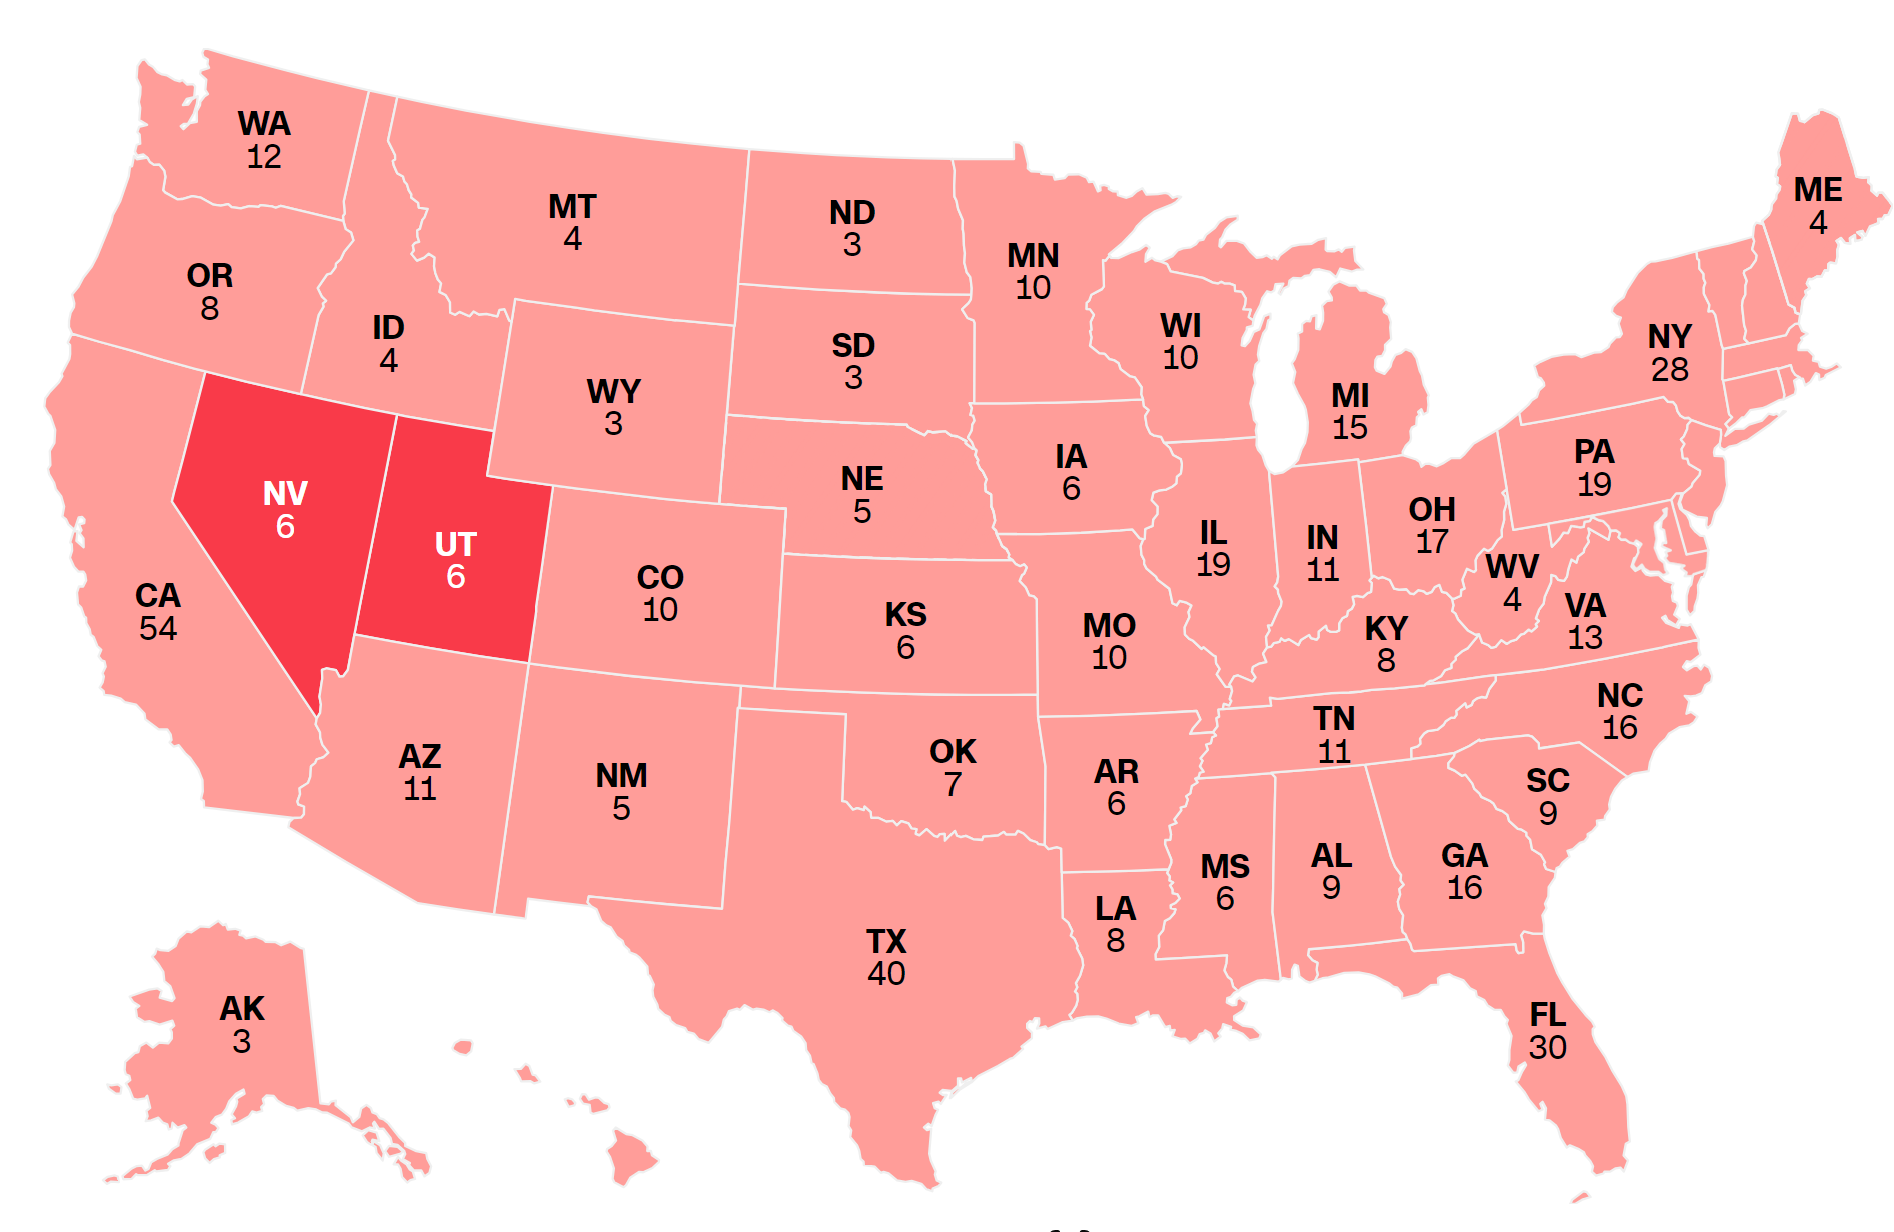 WA
12
OR
8
CA
54
NV
6
ID
4
MT
4
WY
3
UT
6
AZ
11
CO
10
NM
5
ND
3
SD
3
NE
5
KS
6
OK
7
TX
40
MN
10
IA
6
MO
10
AR
6
LA
8
WI
10
IL
19
MI
15
IN
11
OH
17
KY
8
TN
11
MS
6
AL
9
GA
16
FL
30
SC
9
NC
16
VA
13
WV
4
PA
19
NY
28
ME
4
AK
3